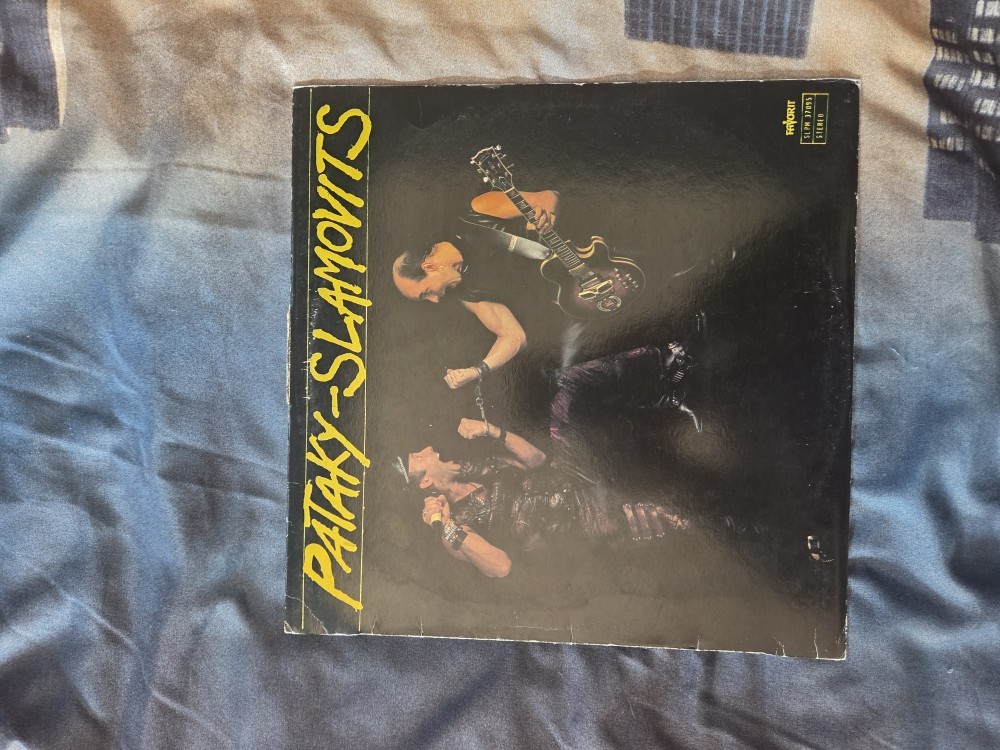 PATAKY–SLAMOVITS
FAVORIT
SLPM 37095
STEREO